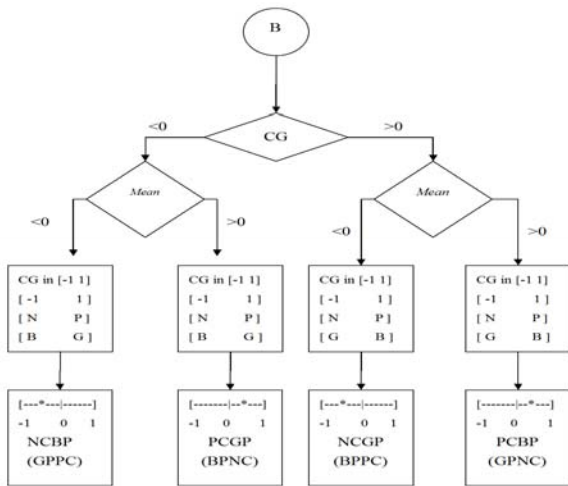 B
<0 CG >0
Mean Mean
<0 >0 <0 >0
CG in [-1 1] CG in [-1 1] CG in [-1 1] CG in [-1 1]
[ -1 1 ] [ -1 1 ] [ -1 1 ] [ -1 1 ]
[ N P ] [ N P ] [ N P ] [ N P ]
[ B G ] [ B G ] [ G B ] [ G B ]
[---*---|------] [-------|--*---] [---*---|------] [-------|--*---]
-1 0 1 -1 0 1 -1 0 1 -1 0 1
NCBP PCGP NCGP PCBP
(GPPC) (BPNC) (BPPC) (GPNC)